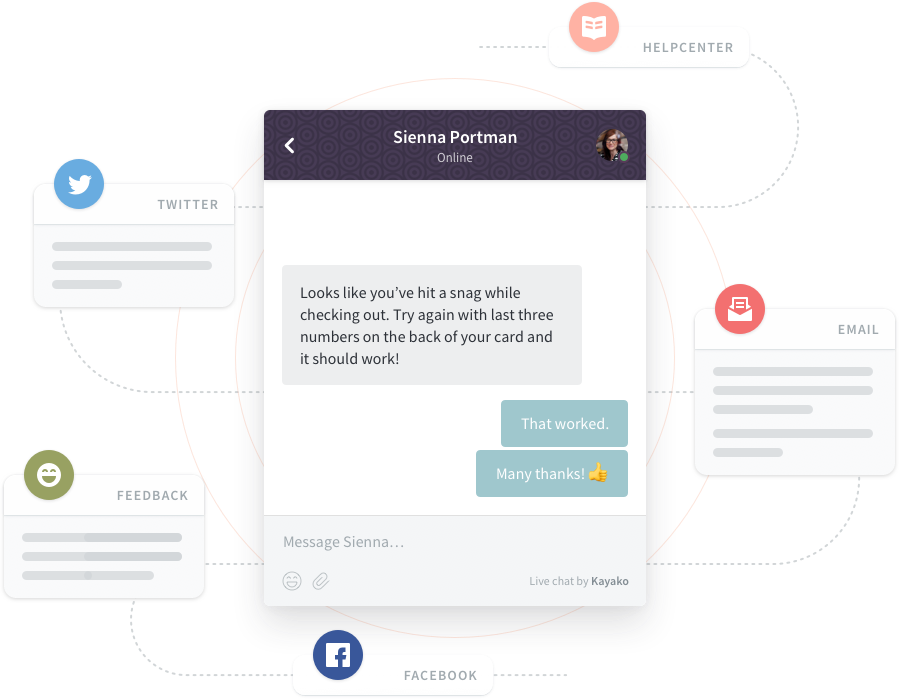 HELPCENTER
Sienna Portman
Online
TWITTER
Looks like you’ve hit a snag while
checking out. Try again with last three
numbers on the back of your card and
it should work!
EMAIL
That worked.
Many thanks! 👍
FEEDBACK
Message Sienna…
Live chat by Kayako
FACEBOOK